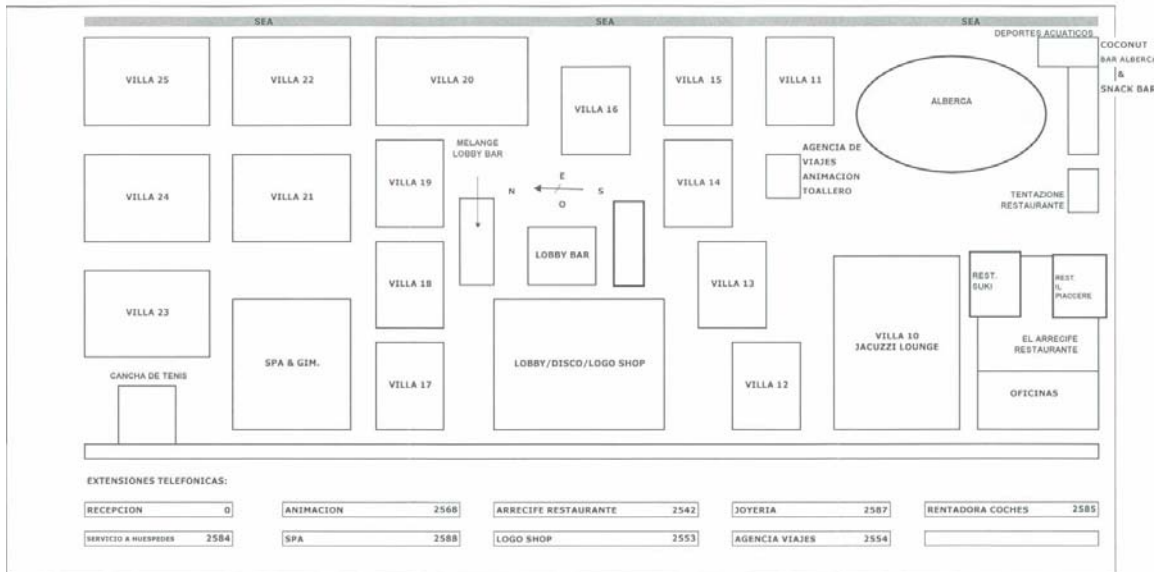 SEA SEA SEA
DEPORTES ACUATICOS
COCONUT
BAR ALBERCA
&
SNACK BAR
VILLA 25
VILLA 22
VILLA 20
VILLA 16
VILLA 15
VILLA 11
ALBERCA
MELANGE
LOBBY BAR
AGENCIA DE
VIAJES
ANIMACION
TOALLERO
VILLA 24
VILLA 21
VILLA 19
N E S O
VILLA 14
TENTAZIONE
RESTAURANTE
LOBBY BAR
VILLA 23
VILLA 18
VILLA 13
REST.
SUKI
REST.
IL
PIACCERE
SPA & GIM.
LOBBY/DISCO/LOGO SHOP
VILLA 10
JACUZZI LOUNGE
EL ARRECIFE
RESTAURANTE
CANCHA DE TENIS
VILLA 17
VILLA 12
OFICINAS
EXTENSIONES TELEFONICAS:
RECEPCION 0
ANIMACION 2568
ARRECIFE RESTAURANTE 2542
JOYERIA 2587
RENTADORA COCHES 2585
SERVICIO A HUESPEDES 2584
SPA 2588
LOGO SHOP 2553
AGENCIA VIAJES 2554